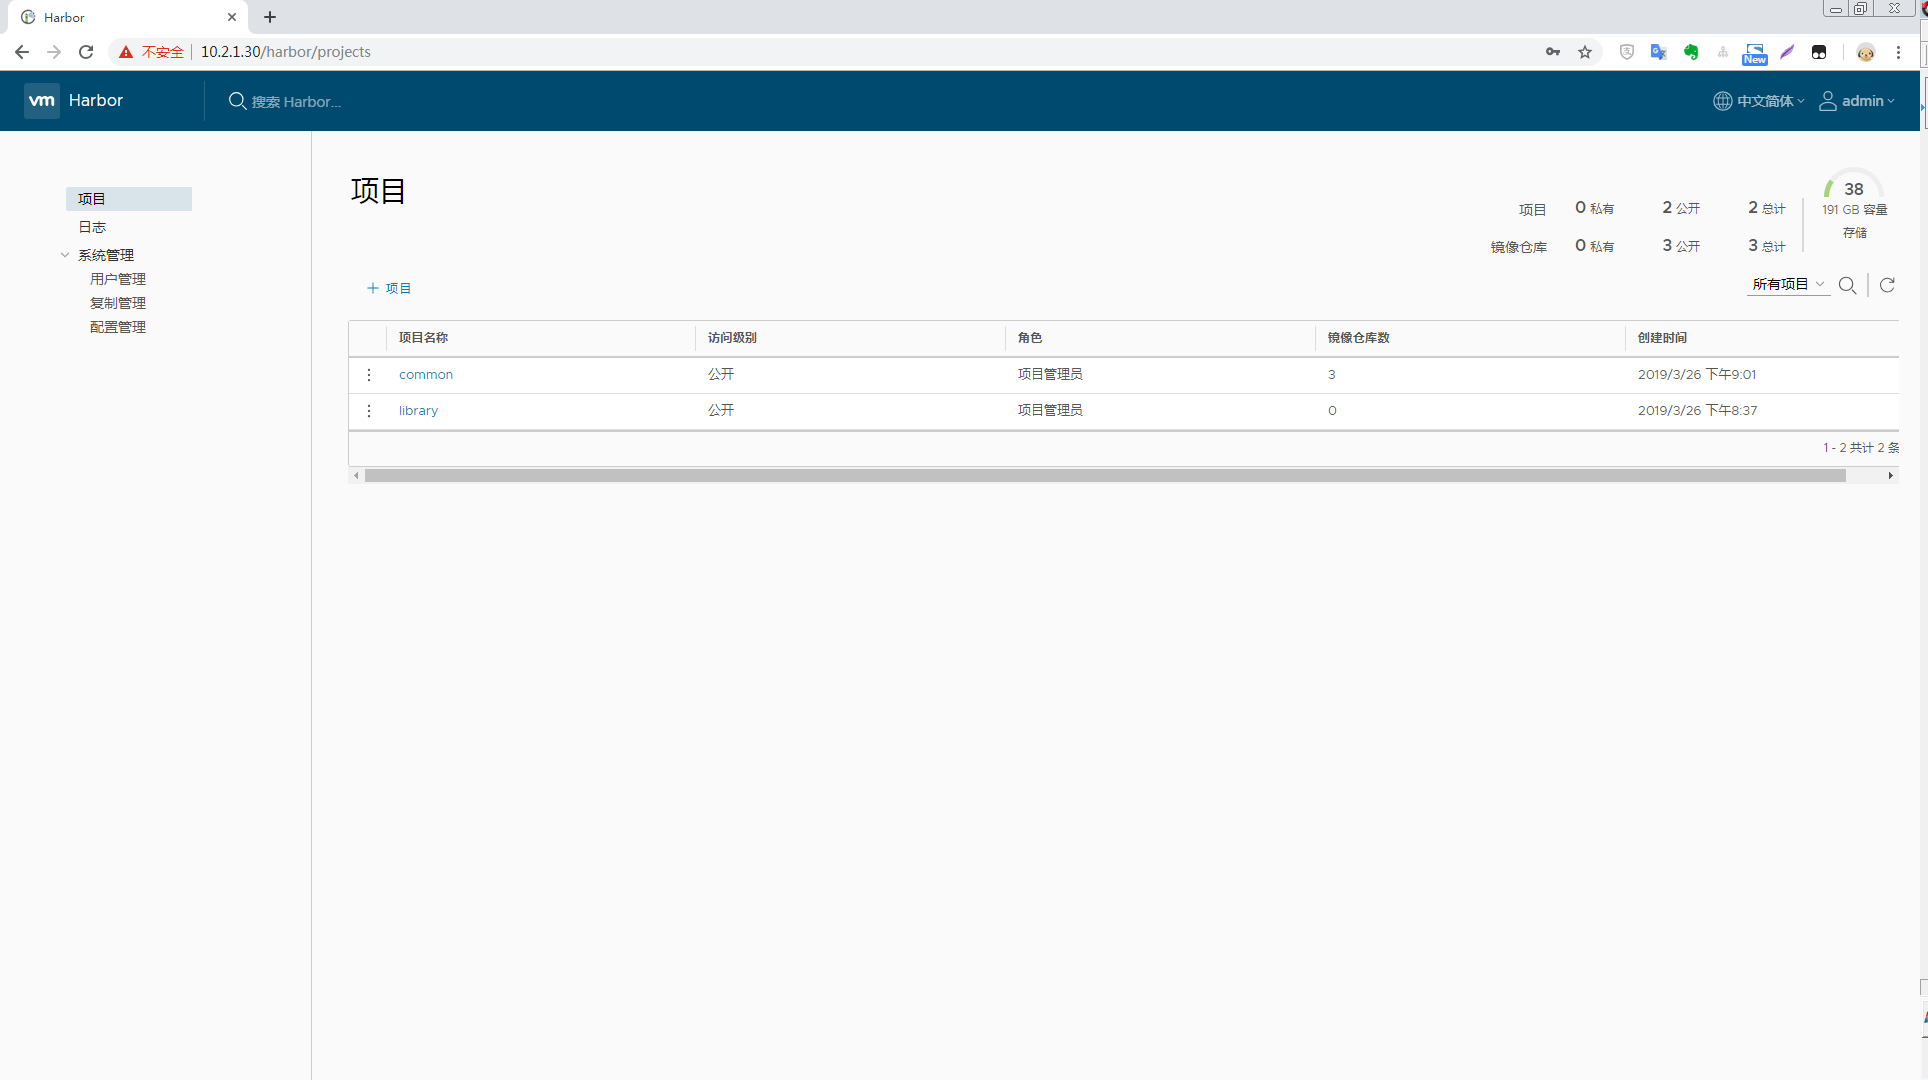 Harbor
不安全 10.2.1.30/harbor/projects
New
vm Harbor 搜索 Harbor... 中文简体 admin
项目
日志
系统管理
用户管理
复制管理
配置管理
项目
项目 0 私有 2 公开 2 总计
镜像仓库 0 私有 3 公开 3 总计
38
191 GB 容量
存储
+ 项目
所有项目
项目名称 访问级别 角色 镜像仓库数 创建时间
common 公开 项目管理员 3 2019/3/26 下午9:01
library 公开 项目管理员 0 2019/3/26 下午8:37
1 - 2 共计 2 条